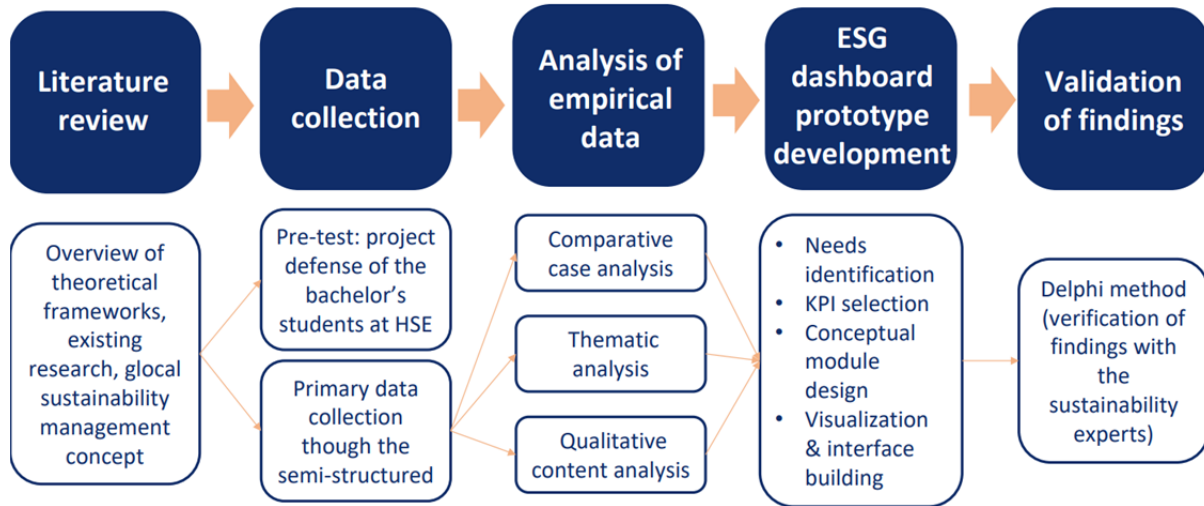 Literature
review
Data
collection
Analysis of
empirical
data
ESG
dashboard
prototype
development
Validation
of findings
Overview of
theoretical
frameworks,
existing
research, glocal
sustainability
management
concept
Pre-test: project
defense of the
bachelor's
students at HSE
Primary data
collection
though the
semi-structured
Comparative
case analysis
Thematic
analysis
Qualitative
content analysis
• Needs
identification
• KPI selection
• Conceptual
module
design
• Visualization
& interface
building
Delphi method
(verification of
findings with
the
sustainability
experts)